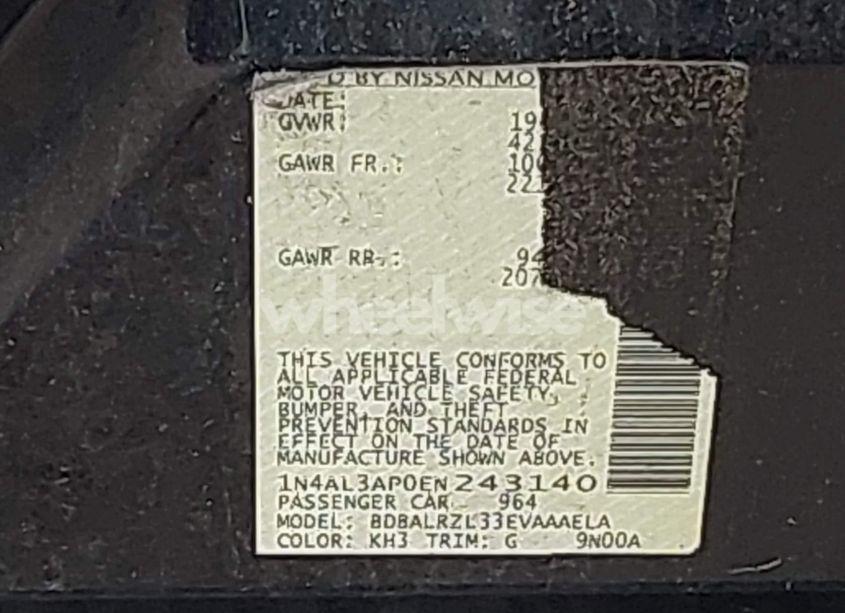 D BY NISSAN MO
DATE:
GVWR: 19
42
GAWR FR.: 100
221
GAWR RR.: 94
207
wheelwise
THIS VEHICLE CONFORMS TO
ALL APPLICABLE FEDERAL
MOTOR VEHICLE SAFETY,
BUMPER, AND THEFT
PREVENTION STANDARDS IN
EFFECT ON THE DATE OF
MANUFACTURE SHOWN ABOVE.
1N4AL3AP0EN243140
PASSENGER CAR 964
MODEL: BDBALRZL33EVAAAELA
COLOR: KH3 TRIM: G 9N00A